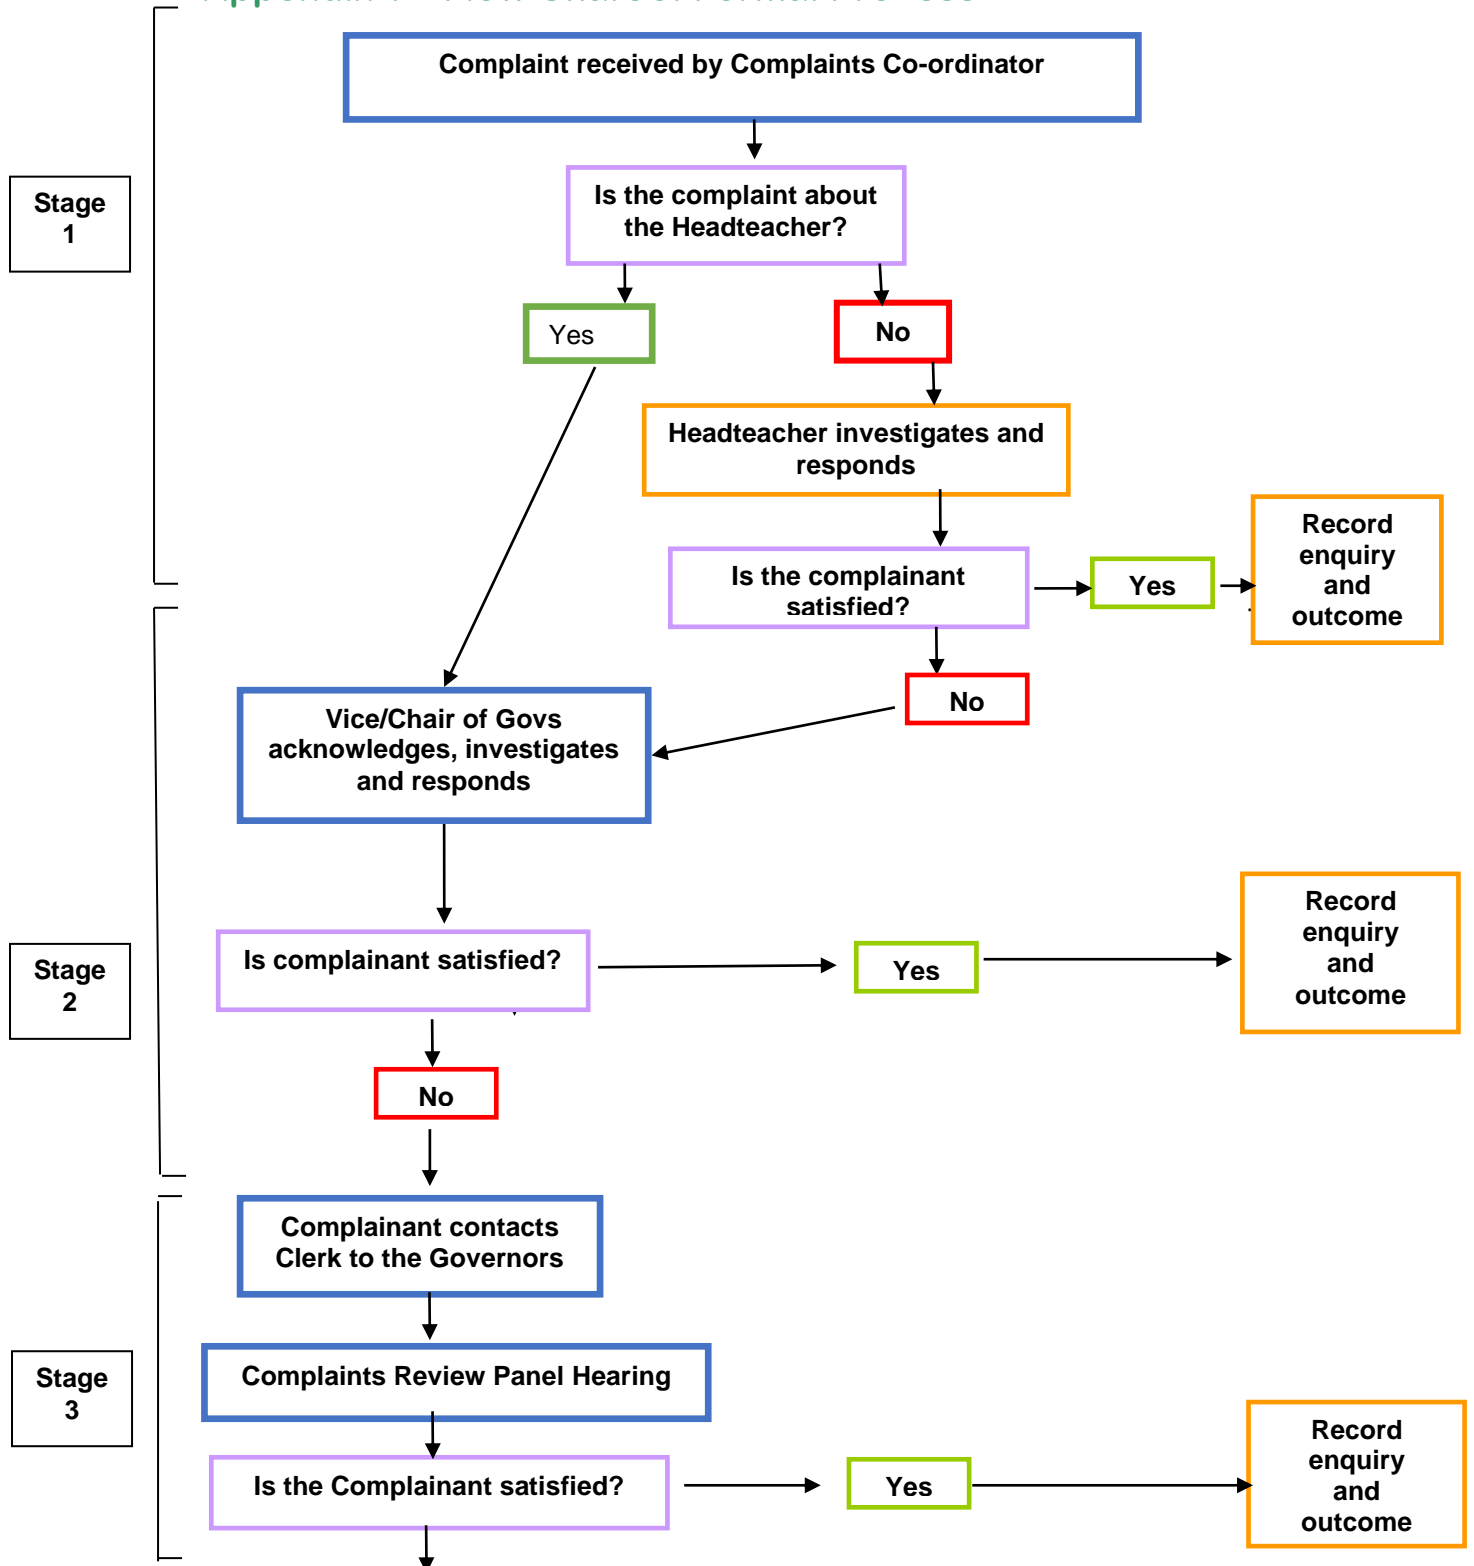 Complaint received by Complaints Co-ordinator
Stage
1
Is the complaint about
the Headteacher?
Yes
No
Headteacher investigates and
responds
Is the complainant
satisfied?
Yes
Record
enquiry
and
outcome
No
Vice/Chair of Govs
acknowledges, investigates
and responds
Stage
2
Is complainant satisfied?
Yes
Record
enquiry
and
outcome
No
Complainant contacts
Clerk to the Governors
Stage
3
Complaints Review Panel Hearing
Is the Complainant satisfied?
Yes
Record
enquiry
and
outcome